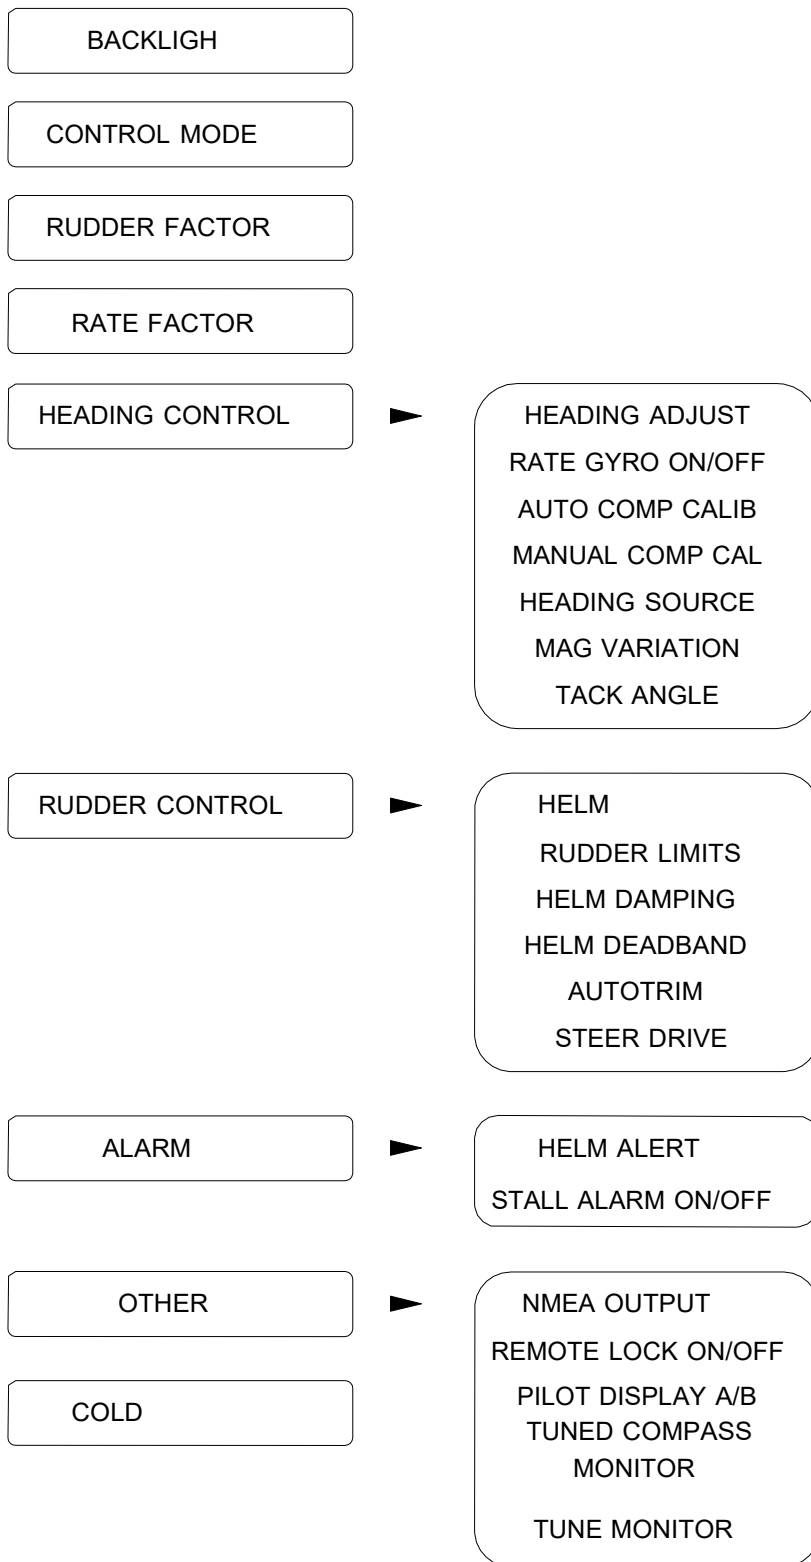 BACKLIGH
CONTROL MODE
RUDDER FACTOR
RATE FACTOR
HEADING CONTROL
HEADING ADJUST
RATE GYRO ON/OFF
AUTO COMP CALIB
MANUAL COMP CAL
HEADING SOURCE
MAG VARIATION
TACK ANGLE
RUDDER CONTROL
HELM
RUDDER LIMITS
HELM DAMPING
HELM DEADBAND
AUTOTRIM
STEER DRIVE
ALARM
HELM ALERT
STALL ALARM ON/OFF
OTHER
NMEA OUTPUT
REMOTE LOCK ON/OFF
PILOT DISPLAY A/B
TUNED COMPASS
MONITOR
TUNE MONITOR
COLD